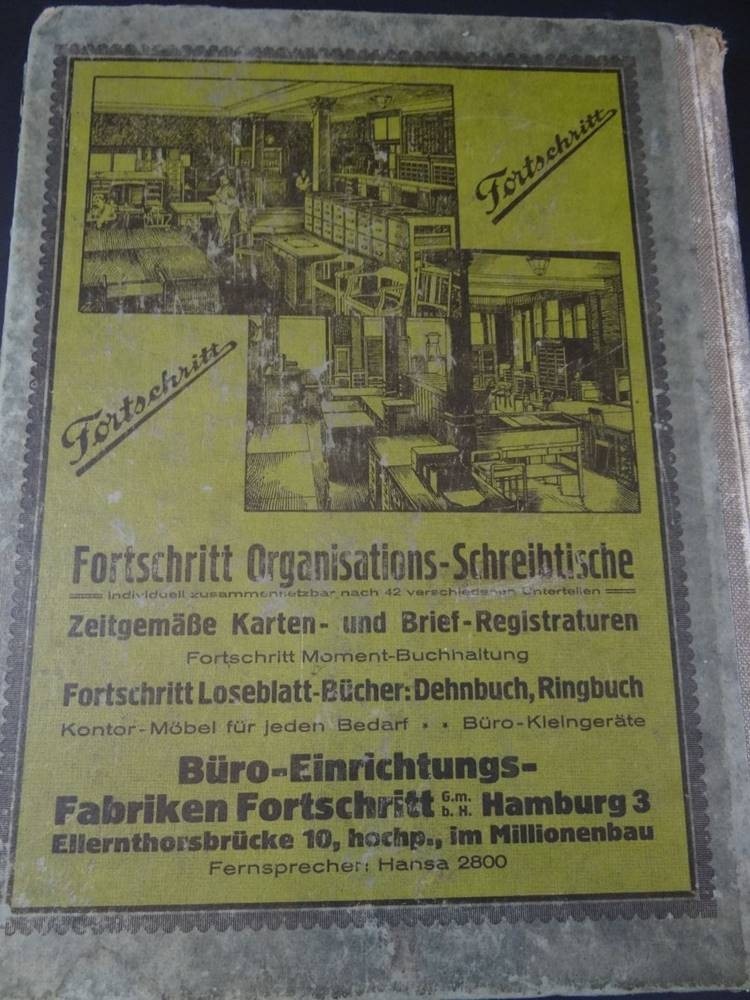 Fortschritt
Fortschritt
Fortschritt Organisations-Schreibtische
Individuell zusammensetzbar nach 42 verschiedenen Unterteilen
Zeitgemäße Karten- und Brief-Registraturen
Fortschritt Moment-Buchhaltung
Fortschritt Loseblatt-Bücher: Dehnbuch, Ringbuch
Kontor-Möbel für jeden Bedarf * * Büro-Kleingeräte
Büro-Einrichtungs-
Fabriken Fortschritt G.m.b.H. Hamburg 3
Ellernthorsbrücke 10, hochp., im Millionenbau
Fernsprecher: Hansa 2800